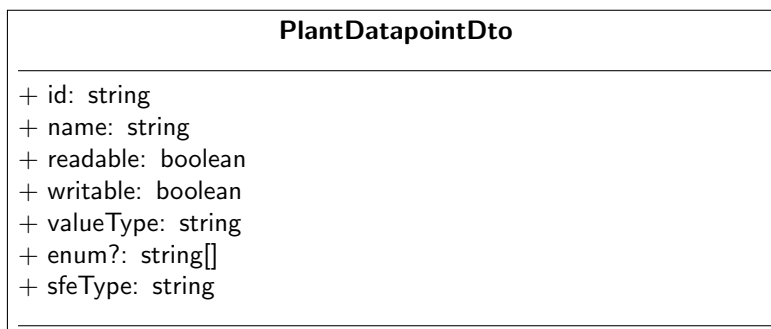 PlantDatapointDto
+ id: string
+ name: string
+ readable: boolean
+ writable: boolean
+ valueType: string
+ enum?: string[]
+ sfeType: string